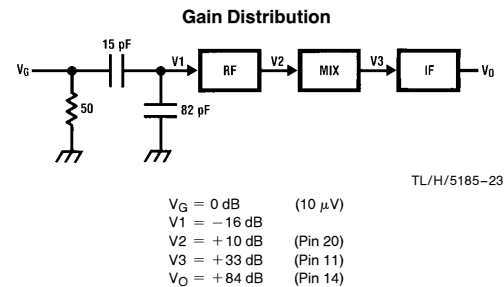 Gain Distribution
15 pF
VG
V1
RF
V2
MIX
V3
IF
VO
50
82 pF
TL/H/5185–23
VG = 0 dB (10 μV)
V1 = −16 dB
V2 = +10 dB (Pin 20)
V3 = +33 dB (Pin 11)
VO = +84 dB (Pin 14)